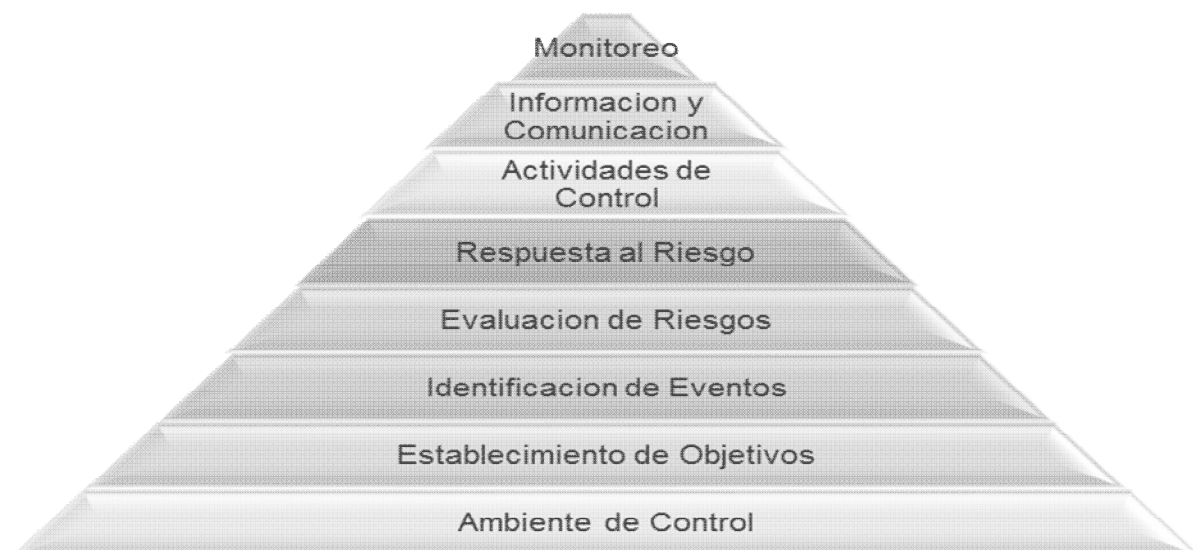 Monitoreo
Informacion y
Comunicacion
Actividades de
Control
Respuesta al Riesgo
Evaluacion de Riesgos
Identificacion de Eventos
Establecimiento de Objetivos
Ambiente de Control